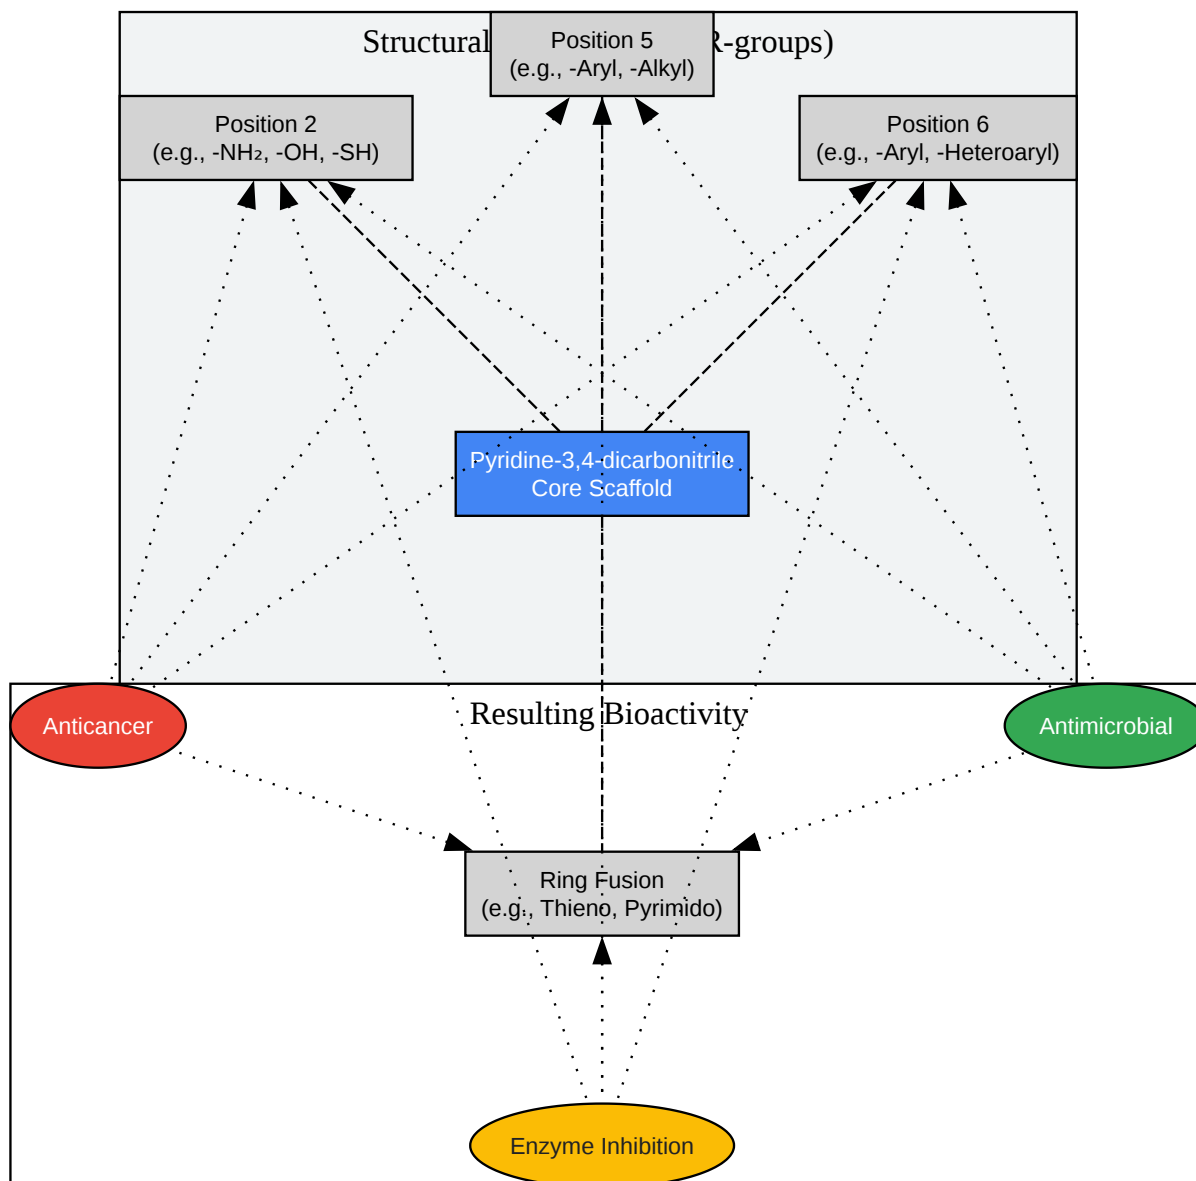 Structural R-groups)
Position 5
(e.g., -Aryl, -Alkyl)
Position 2
(e.g., -NH₂, -OH, -SH)
Position 6
(e.g., -Aryl, -Heteroaryl)
Pyridine-3,4-dicarbonitrile
Core Scaffold
Resulting Bioactivity
Anticancer
Antimicrobial
Ring Fusion
(e.g., Thieno, Pyrimido)
Enzyme Inhibition